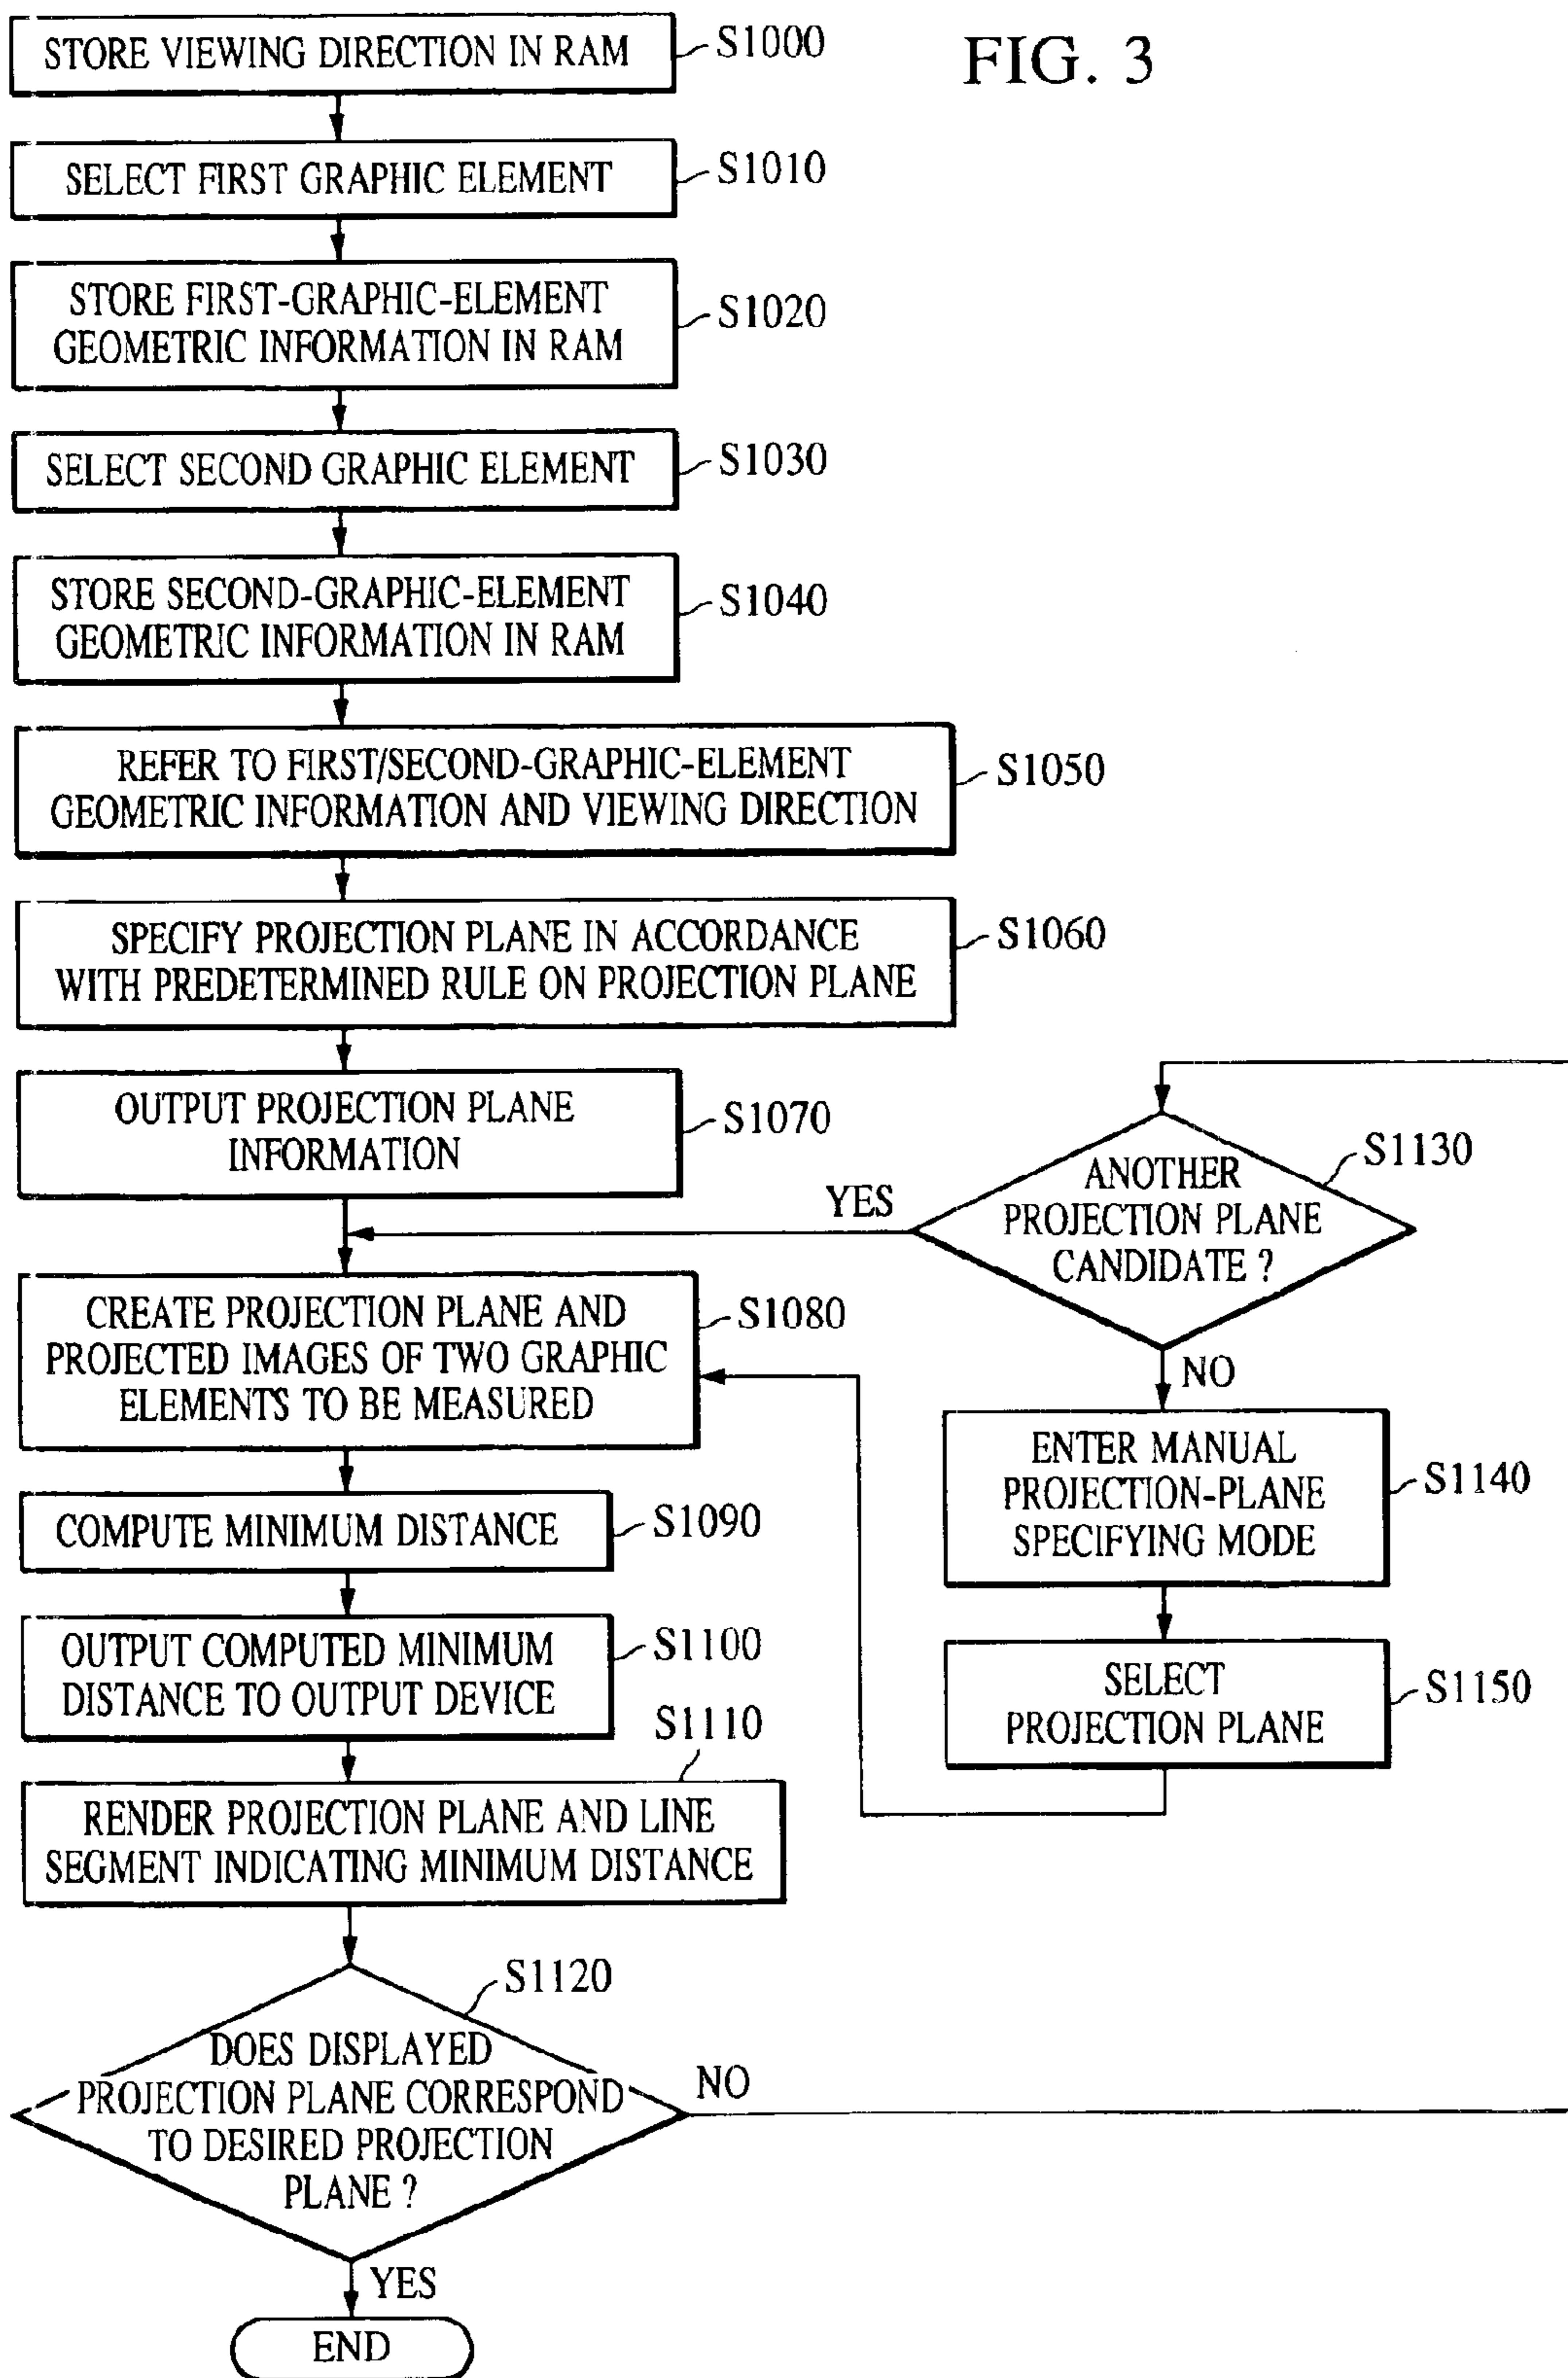 FIG. 3
STORE VIEWING DIRECTION IN RAM
S1000
SELECT FIRST GRAPHIC ELEMENT
S1010
STORE FIRST-GRAPHIC-ELEMENT
GEOMETRIC INFORMATION IN RAM
S1020
SELECT SECOND GRAPHIC ELEMENT
S1030
STORE SECOND-GRAPHIC-ELEMENT
GEOMETRIC INFORMATION IN RAM
S1040
REFER TO FIRST/SECOND-GRAPHIC-ELEMENT
GEOMETRIC INFORMATION AND VIEWING DIRECTION
S1050
SPECIFY PROJECTION PLANE IN ACCORDANCE
WITH PREDETERMINED RULE ON PROJECTION PLANE
S1060
OUTPUT PROJECTION PLANE
INFORMATION
S1070
CREATE PROJECTION PLANE AND
PROJECTED IMAGES OF TWO GRAPHIC
ELEMENTS TO BE MEASURED
S1080
COMPUTE MINIMUM DISTANCE
S1090
OUTPUT COMPUTED MINIMUM
DISTANCE TO OUTPUT DEVICE
S1100
RENDER PROJECTION PLANE AND LINE
SEGMENT INDICATING MINIMUM DISTANCE
S1110
DOES DISPLAYED
PROJECTION PLANE CORRESPOND
TO DESIRED PROJECTION
PLANE ?
S1120
NO
YES
END
ANOTHER
PROJECTION PLANE
CANDIDATE ?
S1130
YES
NO
ENTER MANUAL
PROJECTION-PLANE
SPECIFYING MODE
S1140
SELECT
PROJECTION PLANE
S1150